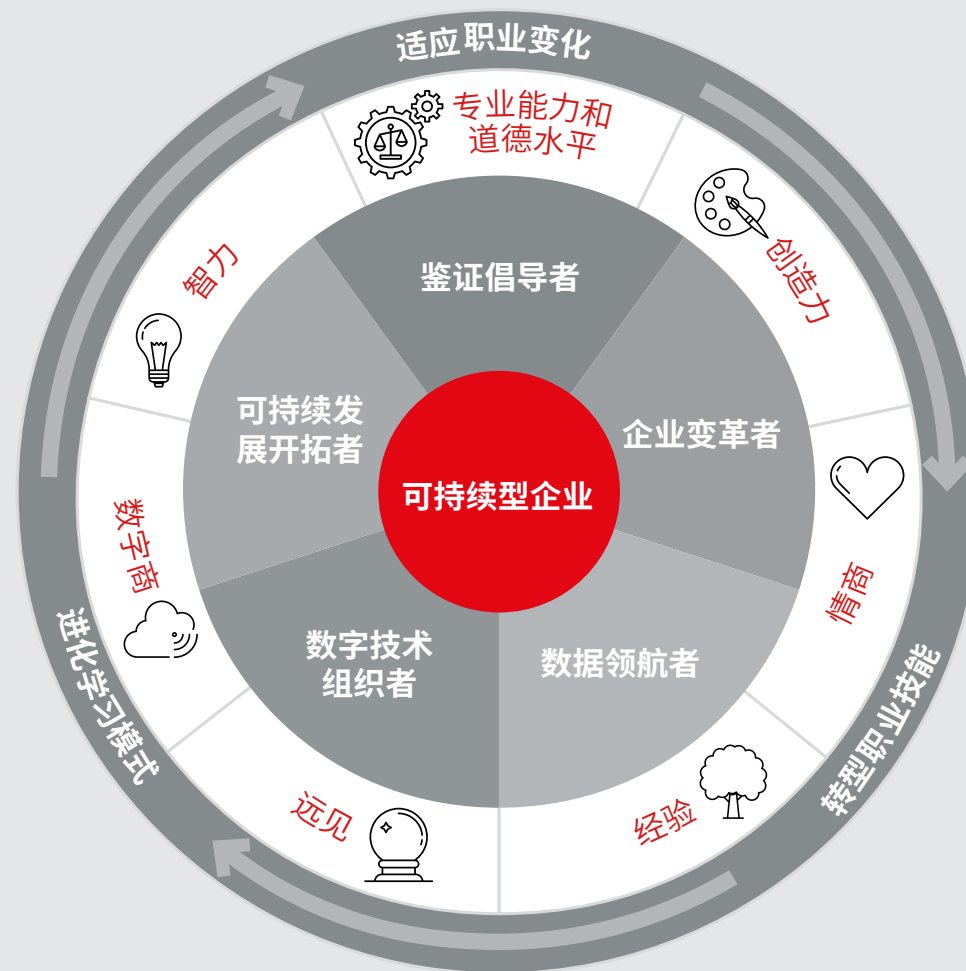 适应职业变化
专业能力和
道德水平
创造力
智力
鉴证倡导者
可持续发
展开拓者
企业变革者
可持续型企业
数字商
情商
数字技术
组织者
数据领航者
进化学习模式
转型职业技能
远见
经验